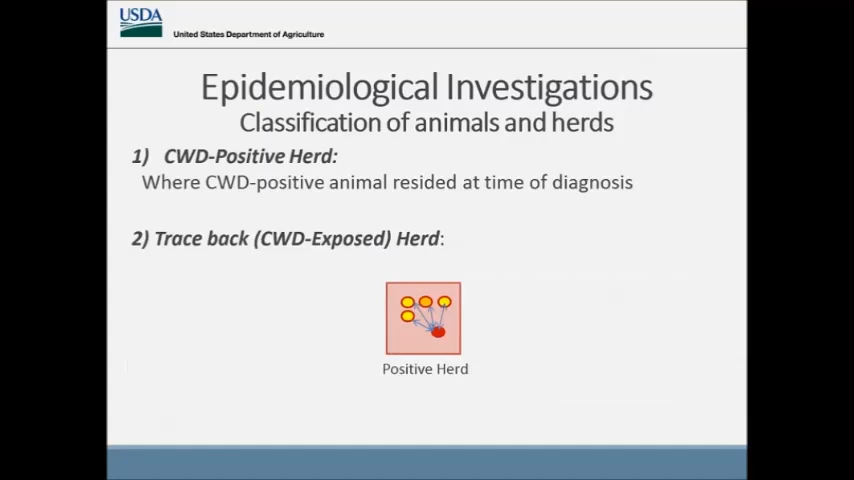 USDA
United States Department of Agriculture
Epidemiological Investigations
Classification of animals and herds
1) CWD-Positive Herd:
Where CWD-positive animal resided at time of diagnosis
2) Trace back (CWD-Exposed) Herd:
Positive Herd